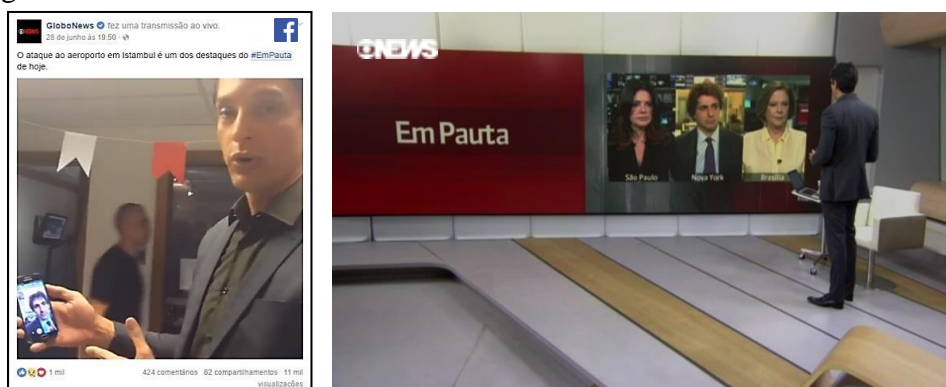 GloboNews fez uma transmissão ao vivo.
28 de junho às 19:50
O ataque ao aeroporto em Istambul é um dos destaques do #EmPauta
de hoje.
1 mil
424 comentários 62 compartilhamentos 11 mil
visualizações
NEWS
Em Pauta
São Paulo
Nova York
Brasília